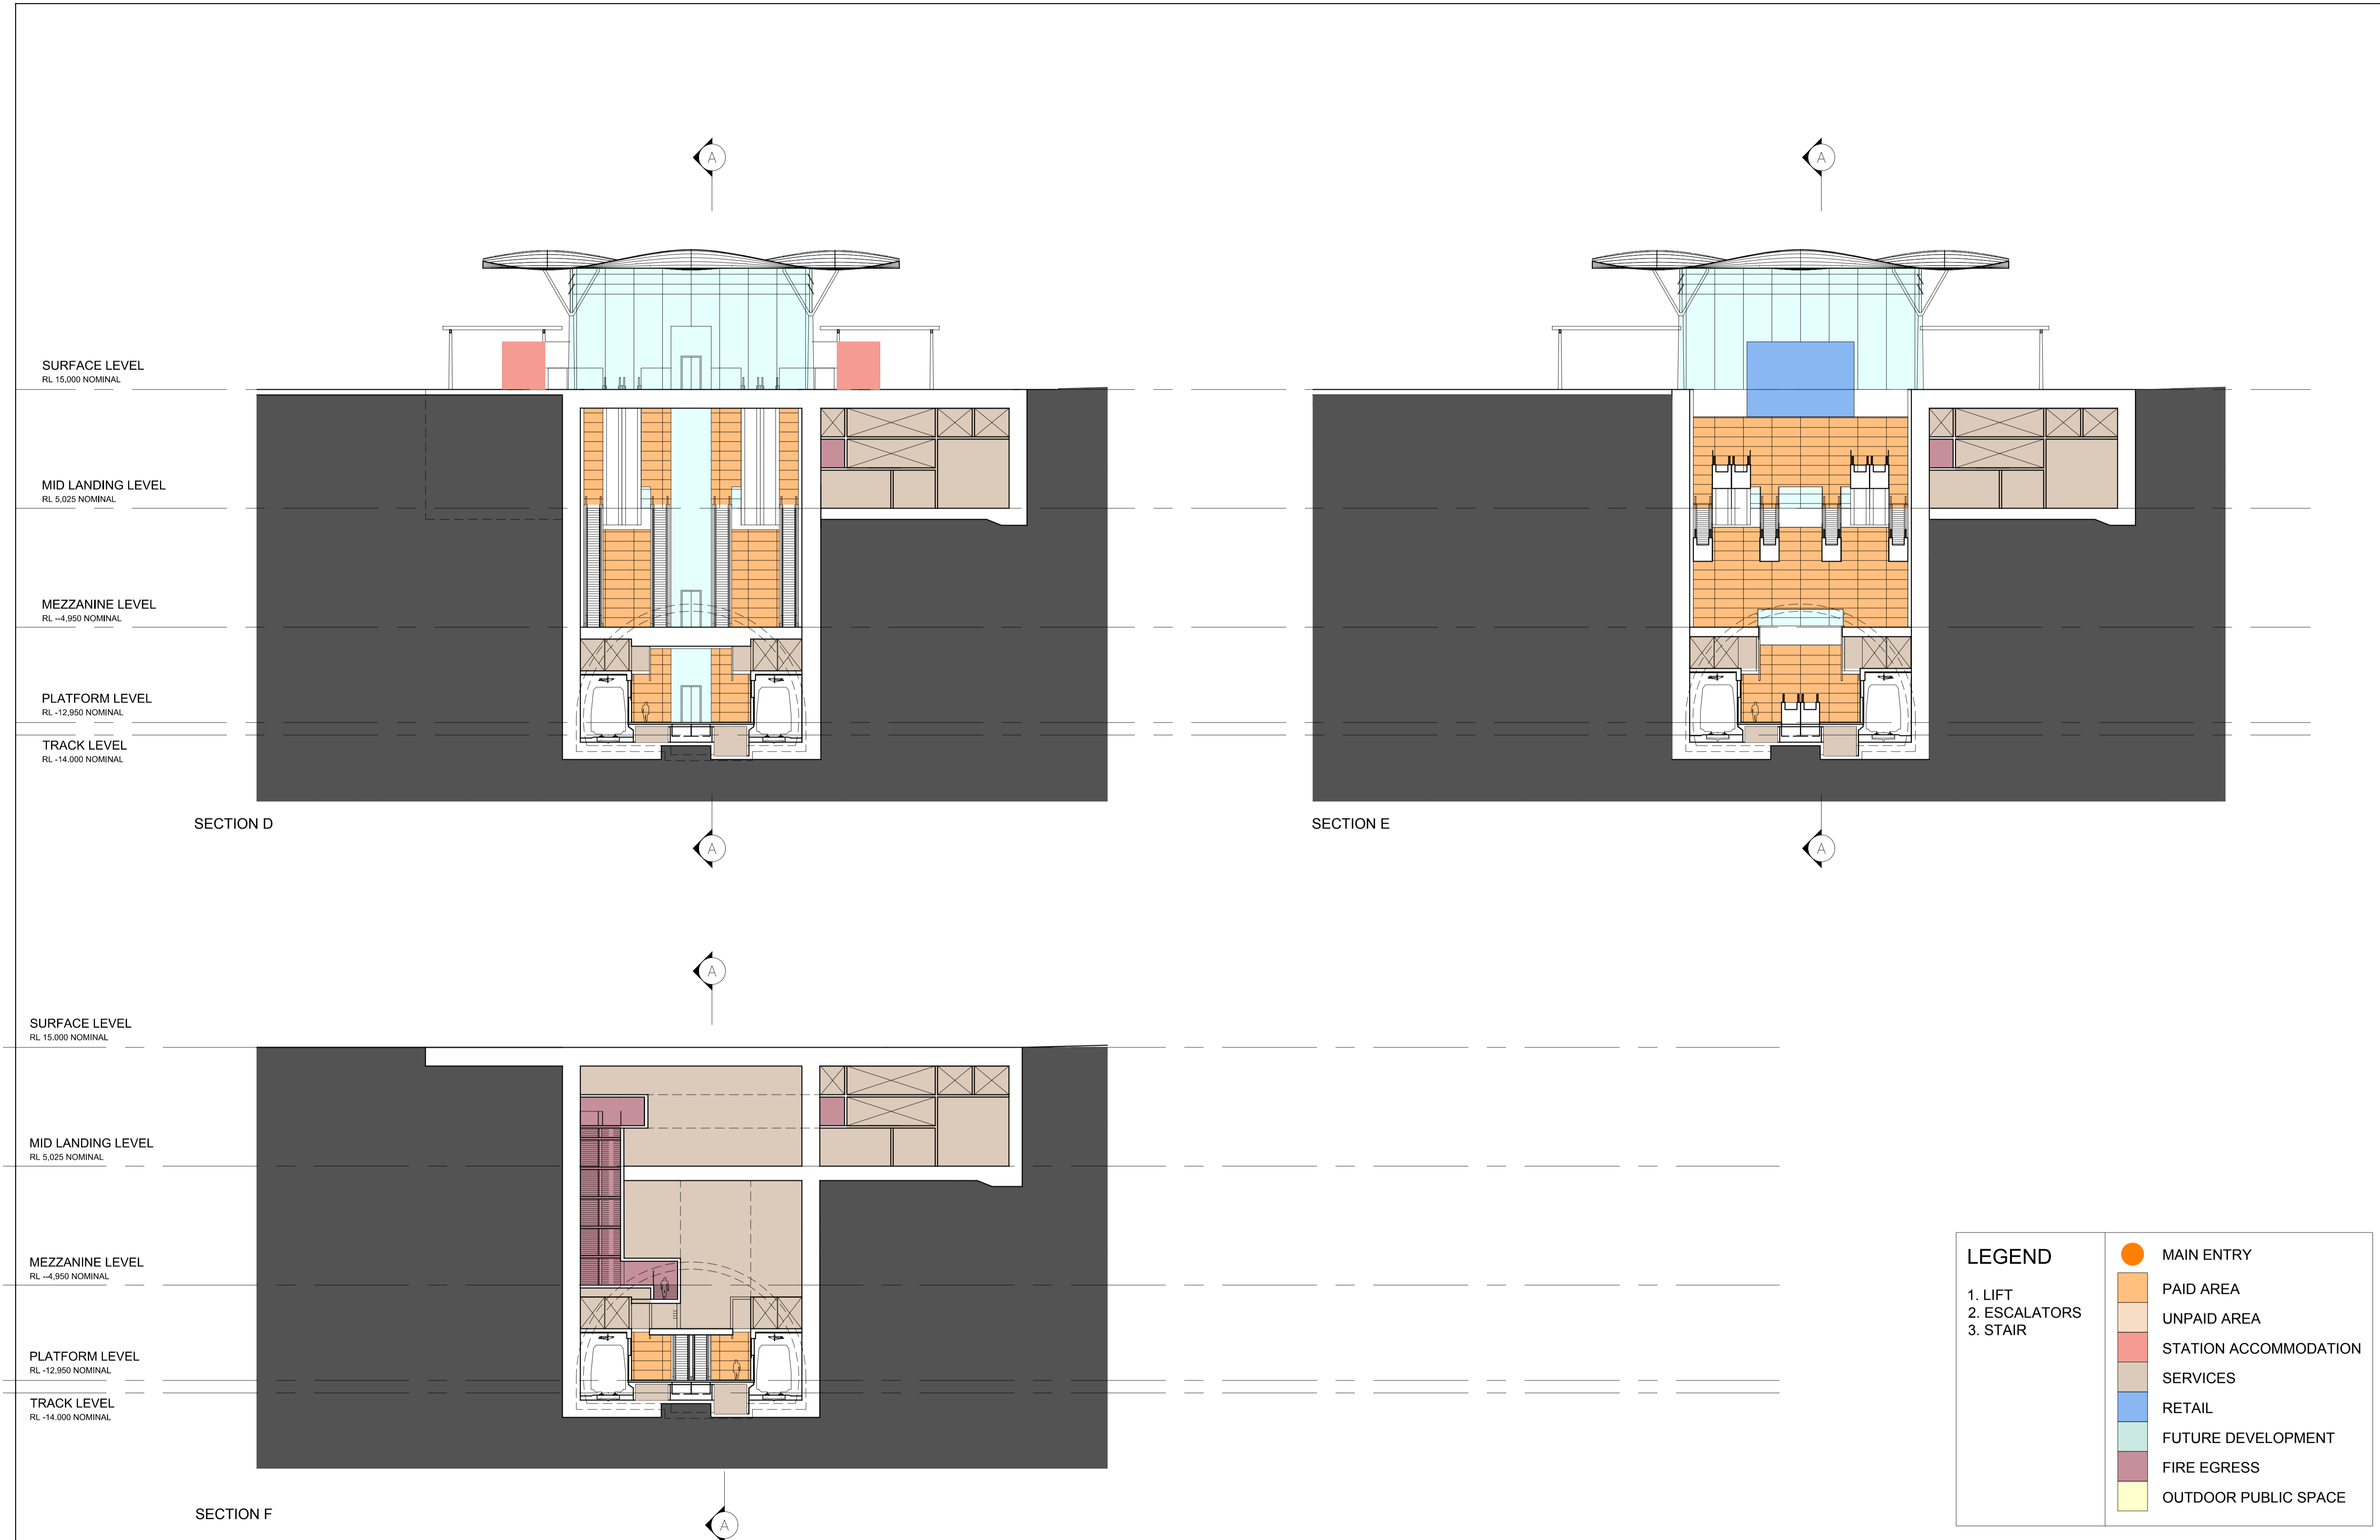 A
A
SURFACE LEVEL
RL 15,000 NOMINAL
MID LANDING LEVEL
RL 5,025 NOMINAL
MEZZANINE LEVEL
RL --4,950 NOMINAL
PLATFORM LEVEL
RL -12,950 NOMINAL
TRACK LEVEL
RL -14.000 NOMINAL
SECTION D
SECTION E
A
A
A
SURFACE LEVEL
RL 15.000 NOMINAL
MID LANDING LEVEL
RL 5,025 NOMINAL
MEZZANINE LEVEL
RL --4,950 NOMINAL
PLATFORM LEVEL
RL -12,950 NOMINAL
TRACK LEVEL
RL -14.000 NOMINAL
SECTION F
A
LEGEND
1. LIFT
2. ESCALATORS
3. STAIR
MAIN ENTRY
PAID AREA
UNPAID AREA
STATION ACCOMMODATION
SERVICES
RETAIL
FUTURE DEVELOPMENT
FIRE EGRESS
OUTDOOR PUBLIC SPACE